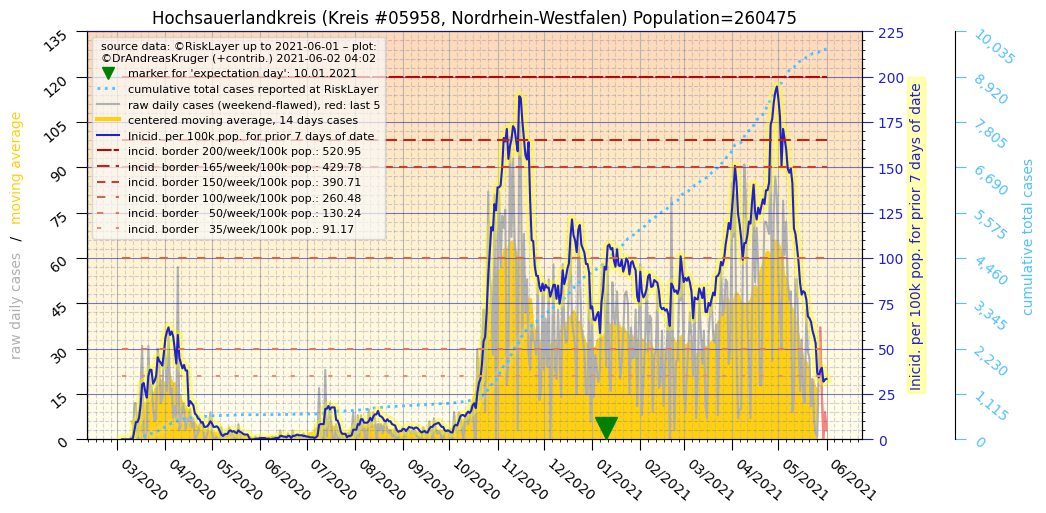 Hochsauerlandkreis (Kreis #05958, Nordrhein-Westfalen) Population=260475
source data: ©RiskLayer up to 2021-06-01 – plot:
©DrAndreasKruger (+contrib.) 2021-06-02 04:02
marker for 'expectation day': 10.01.2021
cumulative total cases reported at RiskLayer
raw daily cases (weekend-flawed), red: last 5
centered moving average, 14 days cases
Inicid. per 100k pop. for prior 7 days of date
incid. border 200/week/100k pop.: 520.95
incid. border 165/week/100k pop.: 429.78
incid. border 150/week/100k pop.: 390.71
incid. border 100/week/100k pop.: 260.48
incid. border   50/week/100k pop.: 130.24
incid. border   35/week/100k pop.: 91.17
raw daily cases / moving average
135
120
105
90
75
60
45
30
15
0
225
200
175
150
125
100
75
50
25
0
Inicid. per 100k pop. for prior 7 days of date
10,035
8,920
7,805
6,690
5,575
4,460
3,345
2,230
1,115
0
cumulative total cases
03/2020
04/2020
05/2020
06/2020
07/2020
08/2020
09/2020
10/2020
11/2020
12/2020
01/2021
02/2021
03/2021
04/2021
05/2021
06/2021